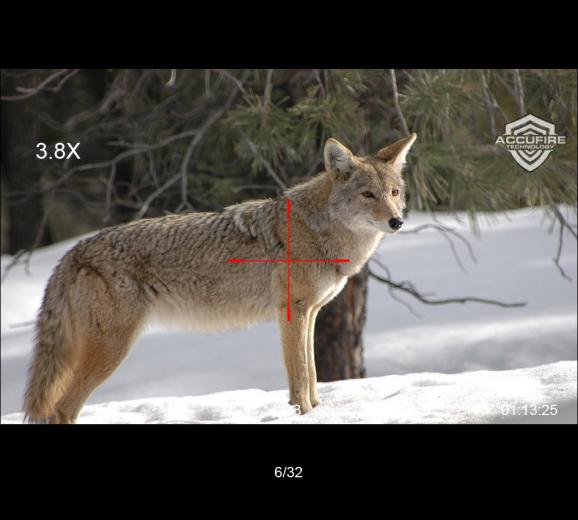 3.8X
ACCUFIRE
TECHNOLOGY
01:13:25
6/32